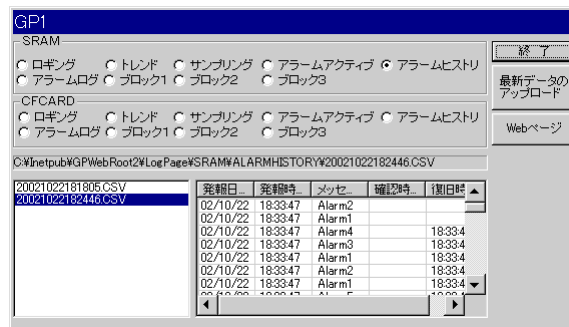 GP1
SRAM
ロギング トレンド サンプリング アラームアクティブ アラームヒストリ
アラームログ ブロック1 ブロック2 ブロック3
CFCARD
ロギング トレンド サンプリング アラームアクティブ アラームヒストリ
アラームログ ブロック1 ブロック2 ブロック3
終 了
最新データの
アップロード
Webページ
C:¥Inetpub¥GPWebRoot2¥LogPage¥SRAM¥ALARMHISTORY¥20021022182446.CSV
20021022181805.CSV
20021022182446.CSV
発報日... 発報時... メッセ... 確認時... 復旧時
02/10/22 18:33:47 Alarm2
02/10/22 18:33:47 Alarm1
02/10/22 18:33:47 Alarm4 18:33:4
02/10/22 18:33:47 Alarm3 18:33:4
02/10/22 18:33:47 Alarm1 18:33:4
02/10/22 18:33:47 Alarm2 18:33:4
02/10/22 18:33:47 Alarm1 18:33:4